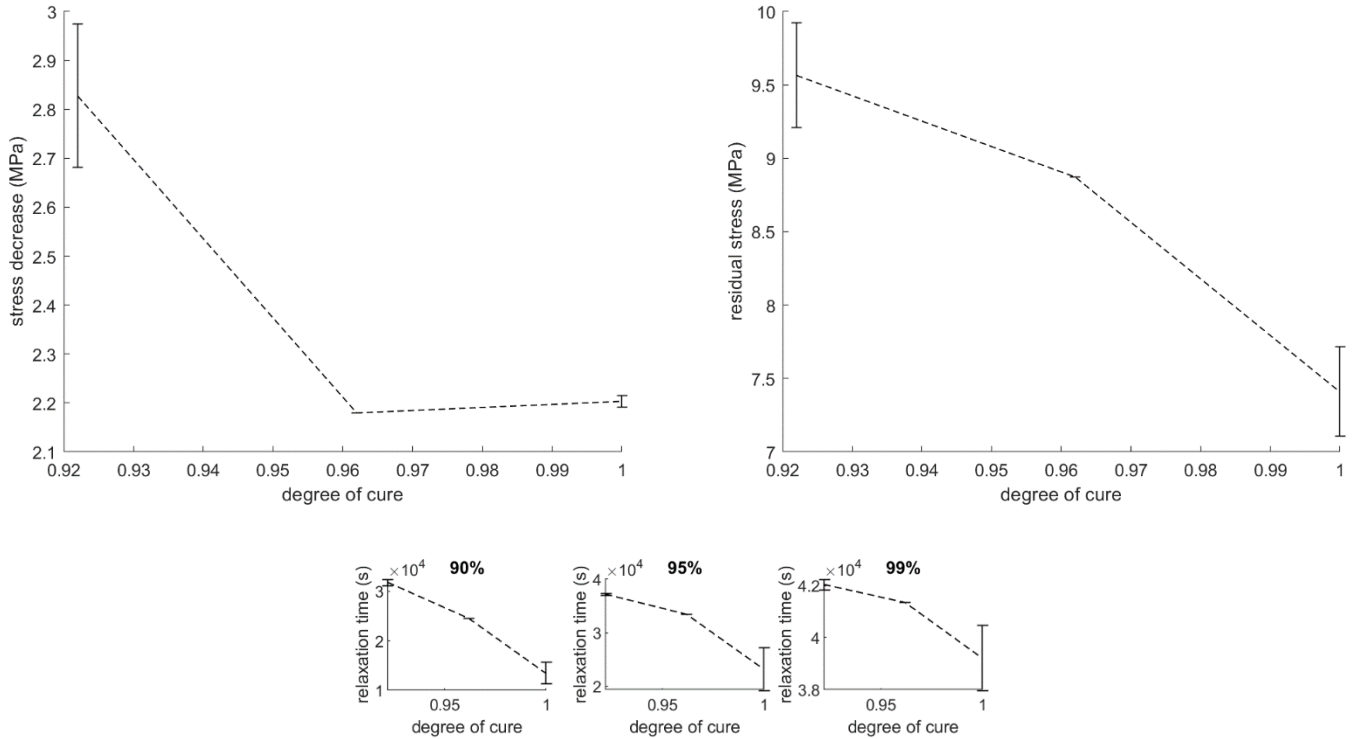 3
2.9
2.8
2.7
2.6
2.5
2.4
2.3
2.2
2.1
stress decrease (MPa)
0.92 0.93 0.94 0.95 0.96 0.97 0.98 0.99 1
degree of cure
10
9.5
9
8.5
8
7.5
7
residual stress (MPa)
0.92 0.93 0.94 0.95 0.96 0.97 0.98 0.99 1
degree of cure
×10⁴ 90%
3
2
1
relaxation time (s)
0.95 1
degree of cure
×10⁴ 95%
4
3
2
relaxation time (s)
0.95 1
degree of cure
×10⁴ 99%
4.2
4
3.8
relaxation time (s)
0.95 1
degree of cure